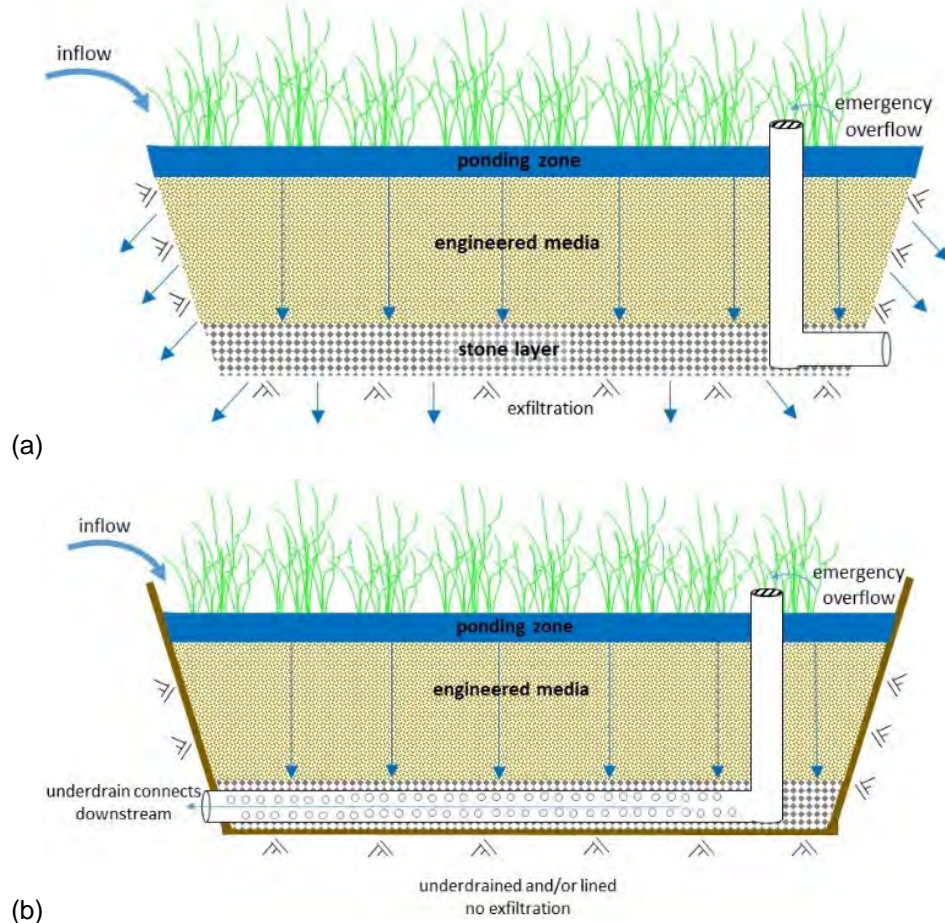 inflow
emergency
overflow
ponding zone
engineered media
stone layer
exfiltration
(a)
inflow
emergency
overflow
ponding zone
engineered media
underdrain connects
downstream
underdrained and/or lined
no exfiltration
(b)